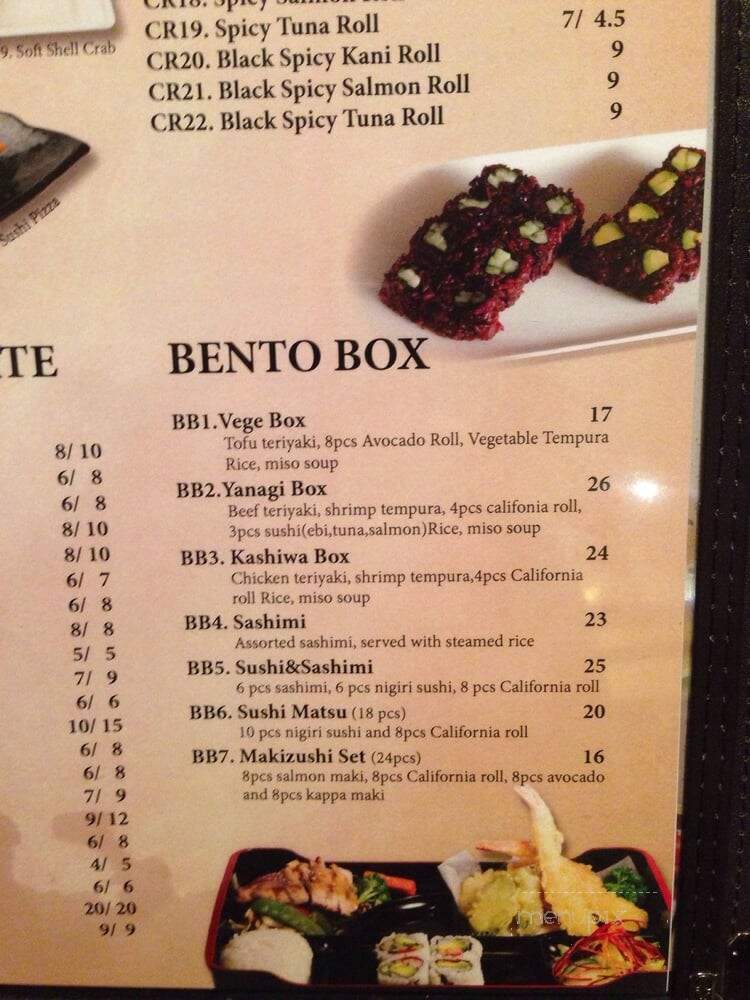 CR18. Spicy Salmon Roll
CR19. Spicy Tuna Roll 7/ 4.5
CR20. Black Spicy Kani Roll 9
CR21. Black Spicy Salmon Roll 9
CR22. Black Spicy Tuna Roll 9
9. Soft Shell Crab
Sushi Pizza
TE
8/ 10
6/ 8
6/ 8
8/ 10
8/ 10
6/ 7
6/ 8
8/ 8
5/ 5
7/ 9
6/ 6
10/ 15
6/ 8
6/ 8
7/ 9
9/ 12
6/ 8
4/ 5
6/ 6
20/ 20
9/ 9
BENTO BOX
BB1.Vege Box 17
Tofu teriyaki, 8pcs Avocado Roll, Vegetable Tempura
Rice, miso soup
BB2.Yanagi Box 26
Beef teriyaki, shrimp tempura, 4pcs califonia roll,
3pcs sushi(ebi,tuna,salmon)Rice, miso soup
BB3. Kashiwa Box 24
Chicken teriyaki, shrimp tempura,4pcs California
roll Rice, miso soup
BB4. Sashimi 23
Assorted sashimi, served with steamed rice
BB5. Sushi&Sashimi 25
6 pcs sashimi, 6 pcs nigiri sushi, 8 pcs California roll
BB6. Sushi Matsu (18 pcs) 20
10 pcs nigiri sushi and 8pcs California roll
BB7. Makizushi Set (24pcs) 16
8pcs salmon maki, 8pcs California roll, 8pcs avocado
and 8pcs kappa maki
menupix